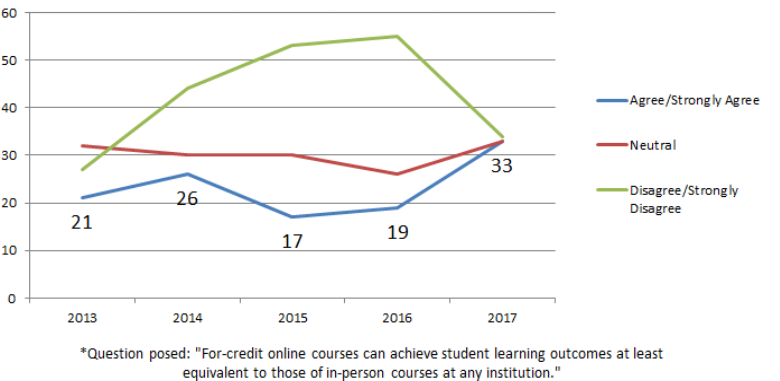 60
50
40
30
20
10
0
21
26
17
19
33
2013 2014 2015 2016 2017
Agree/Strongly Agree
Neutral
Disagree/Strongly
Disagree
*Question posed: "For-credit online courses can achieve student learning outcomes at least
equivalent to those of in-person courses at any institution."